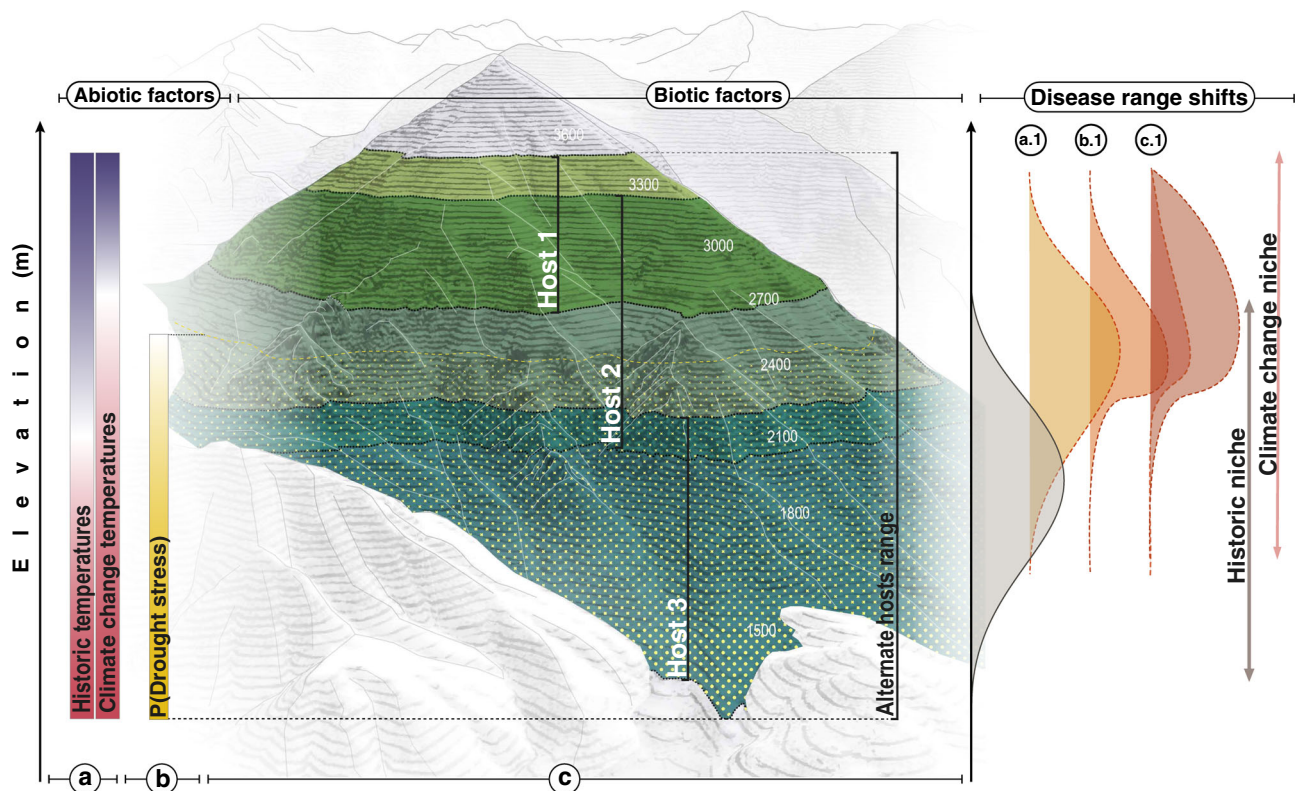 Abiotic factors
Biotic factors
Disease range shifts
Elevation (m)
Historic temperatures
Climate change temperatures
P(Drought stress)
3600
3300
3000
2700
2400
2100
1800
1500
Host 1
Host 2
Host 3
Alternate hosts range
a.1
b.1
c.1
Historic niche
Climate change niche
a
b
c